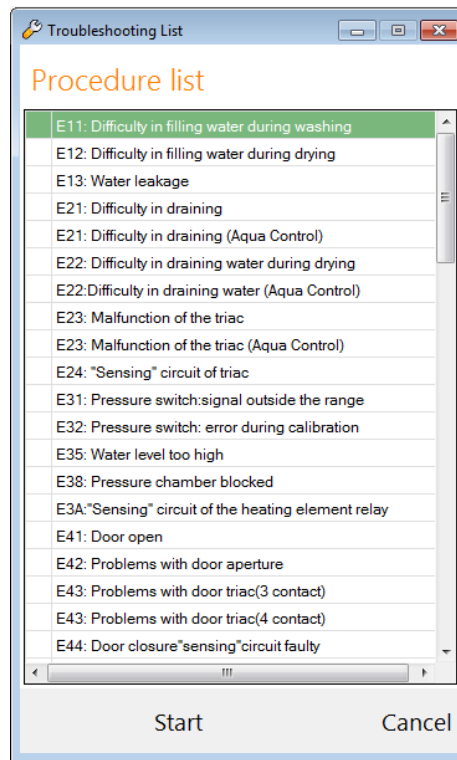 Troubleshooting List
Procedure list
E11: Difficulty in filling water during washing
E12: Difficulty in filling water during drying
E13: Water leakage
E21: Difficulty in draining
E21: Difficulty in draining (Aqua Control)
E22: Difficulty in draining water during drying
E22:Difficulty in draining water (Aqua Control)
E23: Malfunction of the triac
E23: Malfunction of the triac (Aqua Control)
E24: "Sensing" circuit of triac
E31: Pressure switch:signal outside the range
E32: Pressure switch: error during calibration
E35: Water level too high
E38: Pressure chamber blocked
E3A:"Sensing" circuit of the heating element relay
E41: Door open
E42: Problems with door aperture
E43: Problems with door triac(3 contact)
E43: Problems with door triac(4 contact)
E44: Door closure"sensing"circuit faulty
Start Cancel